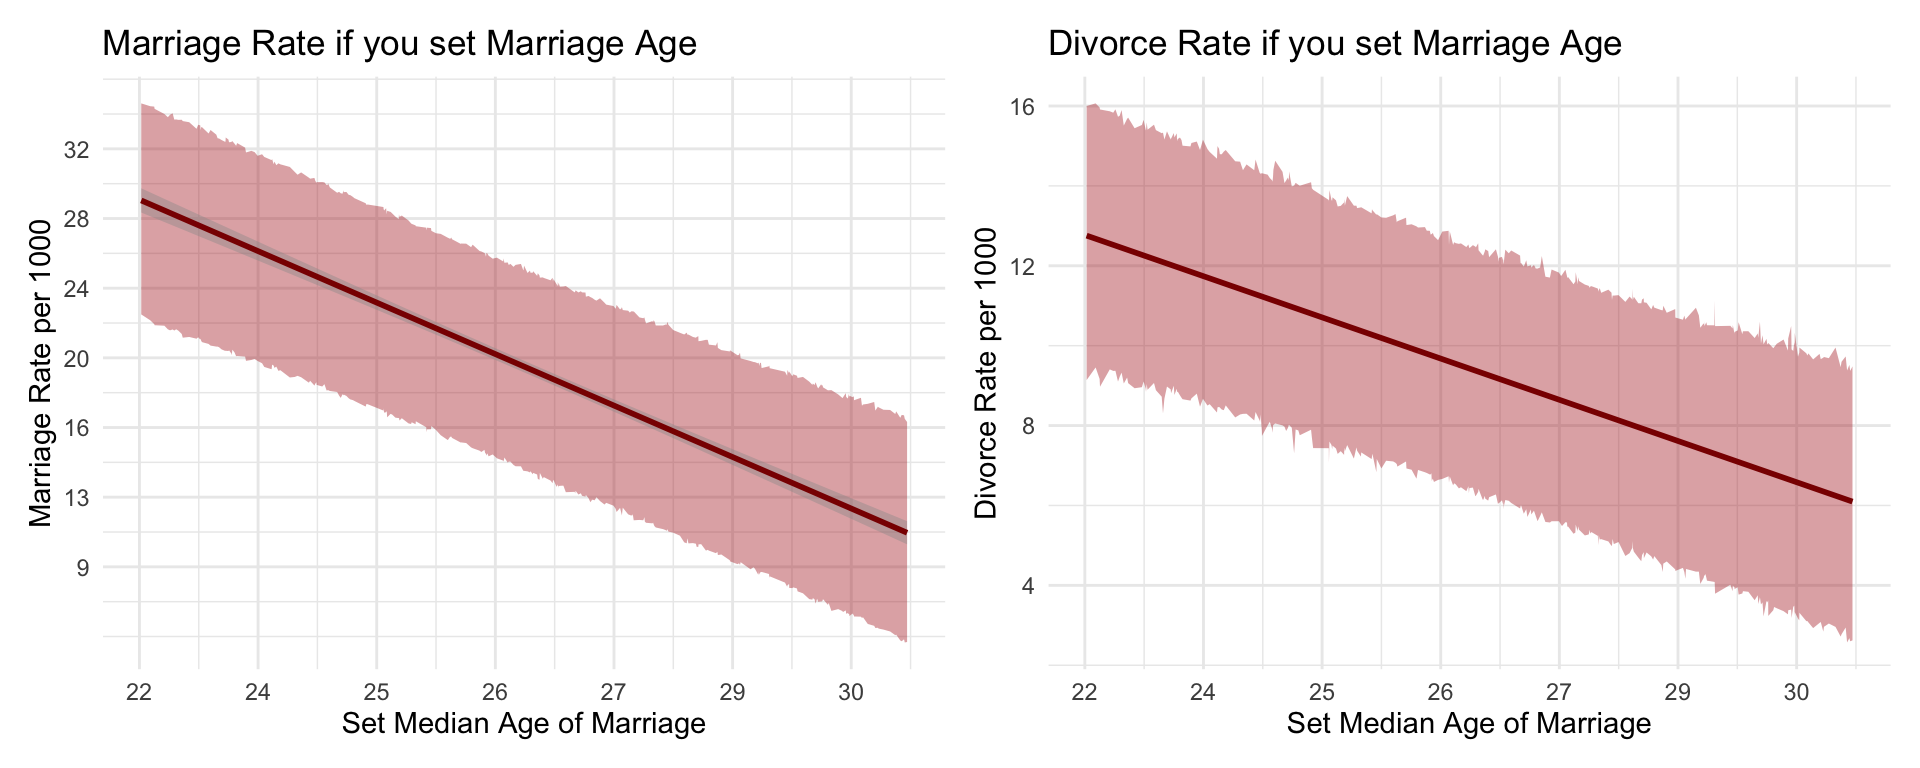 Marriage Rate if you set Marriage Age
Marriage Rate per 1000
32
28
24
20
16
13
9
22 24 25 26 27 29 30
Set Median Age of Marriage
Divorce Rate if you set Marriage Age
Divorce Rate per 1000
16
12
8
4
22 24 25 26 27 29 30
Set Median Age of Marriage